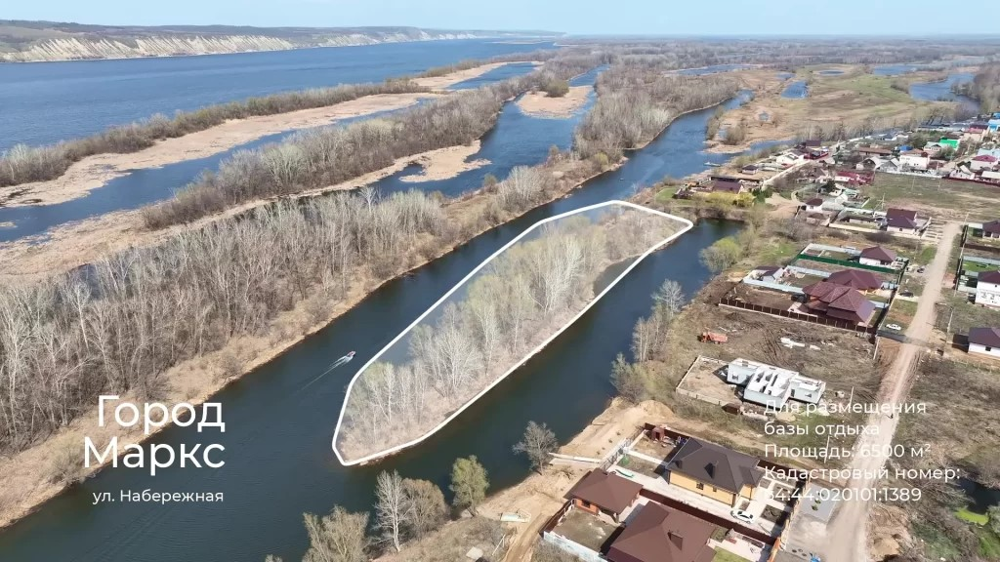 Город
Маркс
ул. Набережная
Для размещения
базы отдыха
Площадь: 6500 м²
Кадастровый номер:
64:44:020101:1389